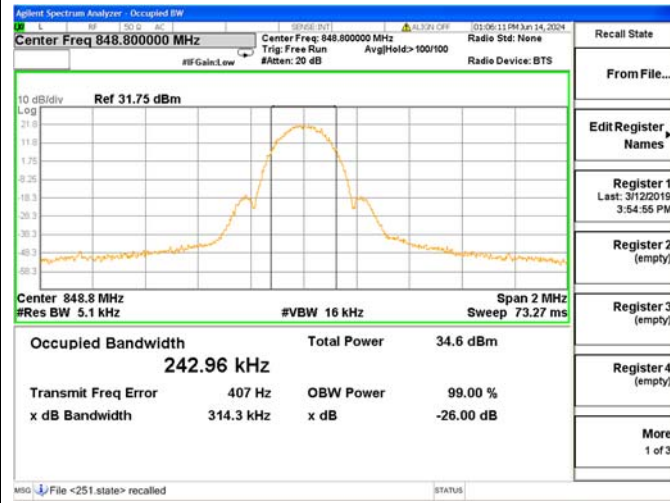 Agilent Spectrum Analyzer - Occupied BW
L RF 50 Ω AC SENSE:INT ALIGN OFF 01:06:11 PM Jun 14, 2024
Center Freq 848.800000 MHz
Center Freq: 848.800000 MHz
Radio Std: None
Trig: Free Run Avg|Hold:> 100/100
#IFGain:Low #Atten: 20 dB Radio Device: BTS
10 dB/div Ref 31.75 dBm
Log
21.8
11.8
1.75
-8.25
-18.3
-28.3
-38.3
-48.3
-58.3
Center 848.8 MHz Span 2 MHz
#Res BW 5.1 kHz #VBW 16 kHz Sweep 73.27 ms
Occupied Bandwidth Total Power 34.6 dBm
242.96 kHz
Transmit Freq Error 407 Hz OBW Power 99.00 %
x dB Bandwidth 314.3 kHz x dB -26.00 dB
MSG File <251.state> recalled STATUS
Recall State
From File...
Edit Register
Names
Register 1
Last: 3/12/2019
3:54:55 PM
Register 2
(empty)
Register 3
(empty)
Register 4
(empty)
More
1 of 3